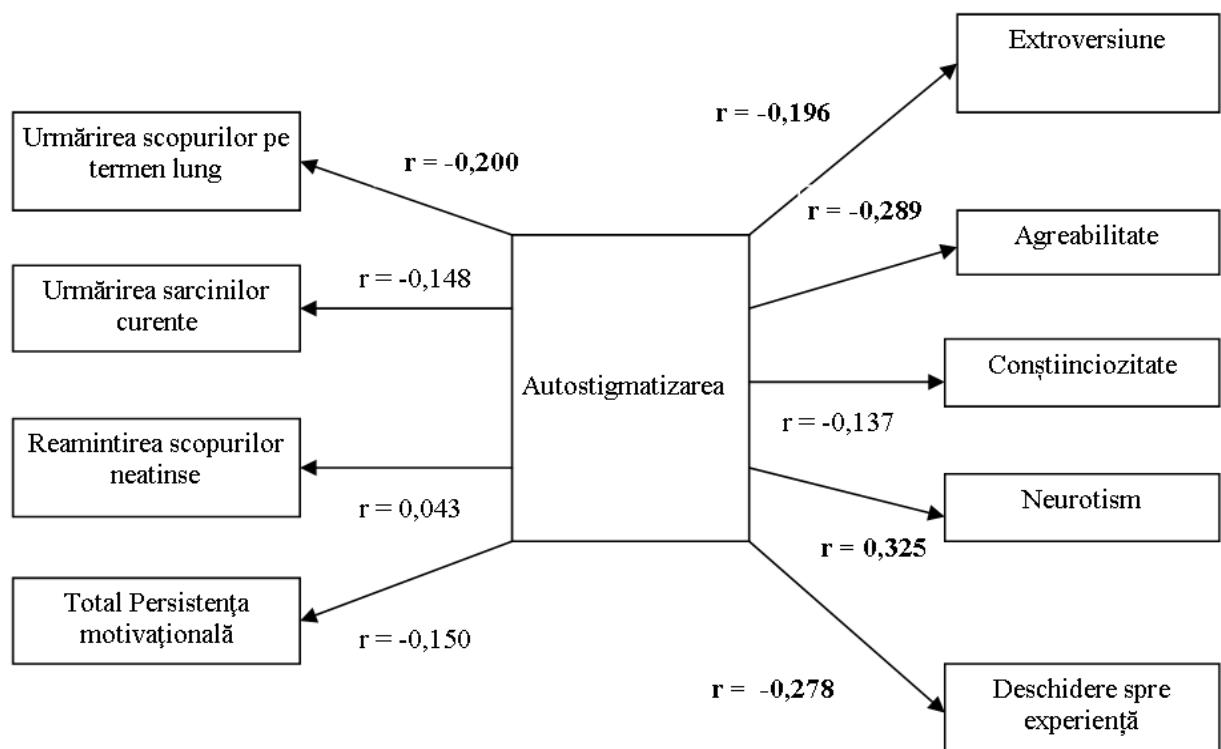 Extroversiune
r = -0,196
Urmărirea scopurilor pe
termen lung
r = -0,200
r = -0,289
Agreabilitate
Urmărirea sarcinilor
curente
r = -0,148
Autostigmatizarea
Conștiinciozitate
r = -0,137
Reamintirea scopurilor
neatinse
r = 0,043
Neurotism
r = 0,325
Total Persistenţa
motivaţională
r = -0,150
r =  -0,278
Deschidere spre
experiență